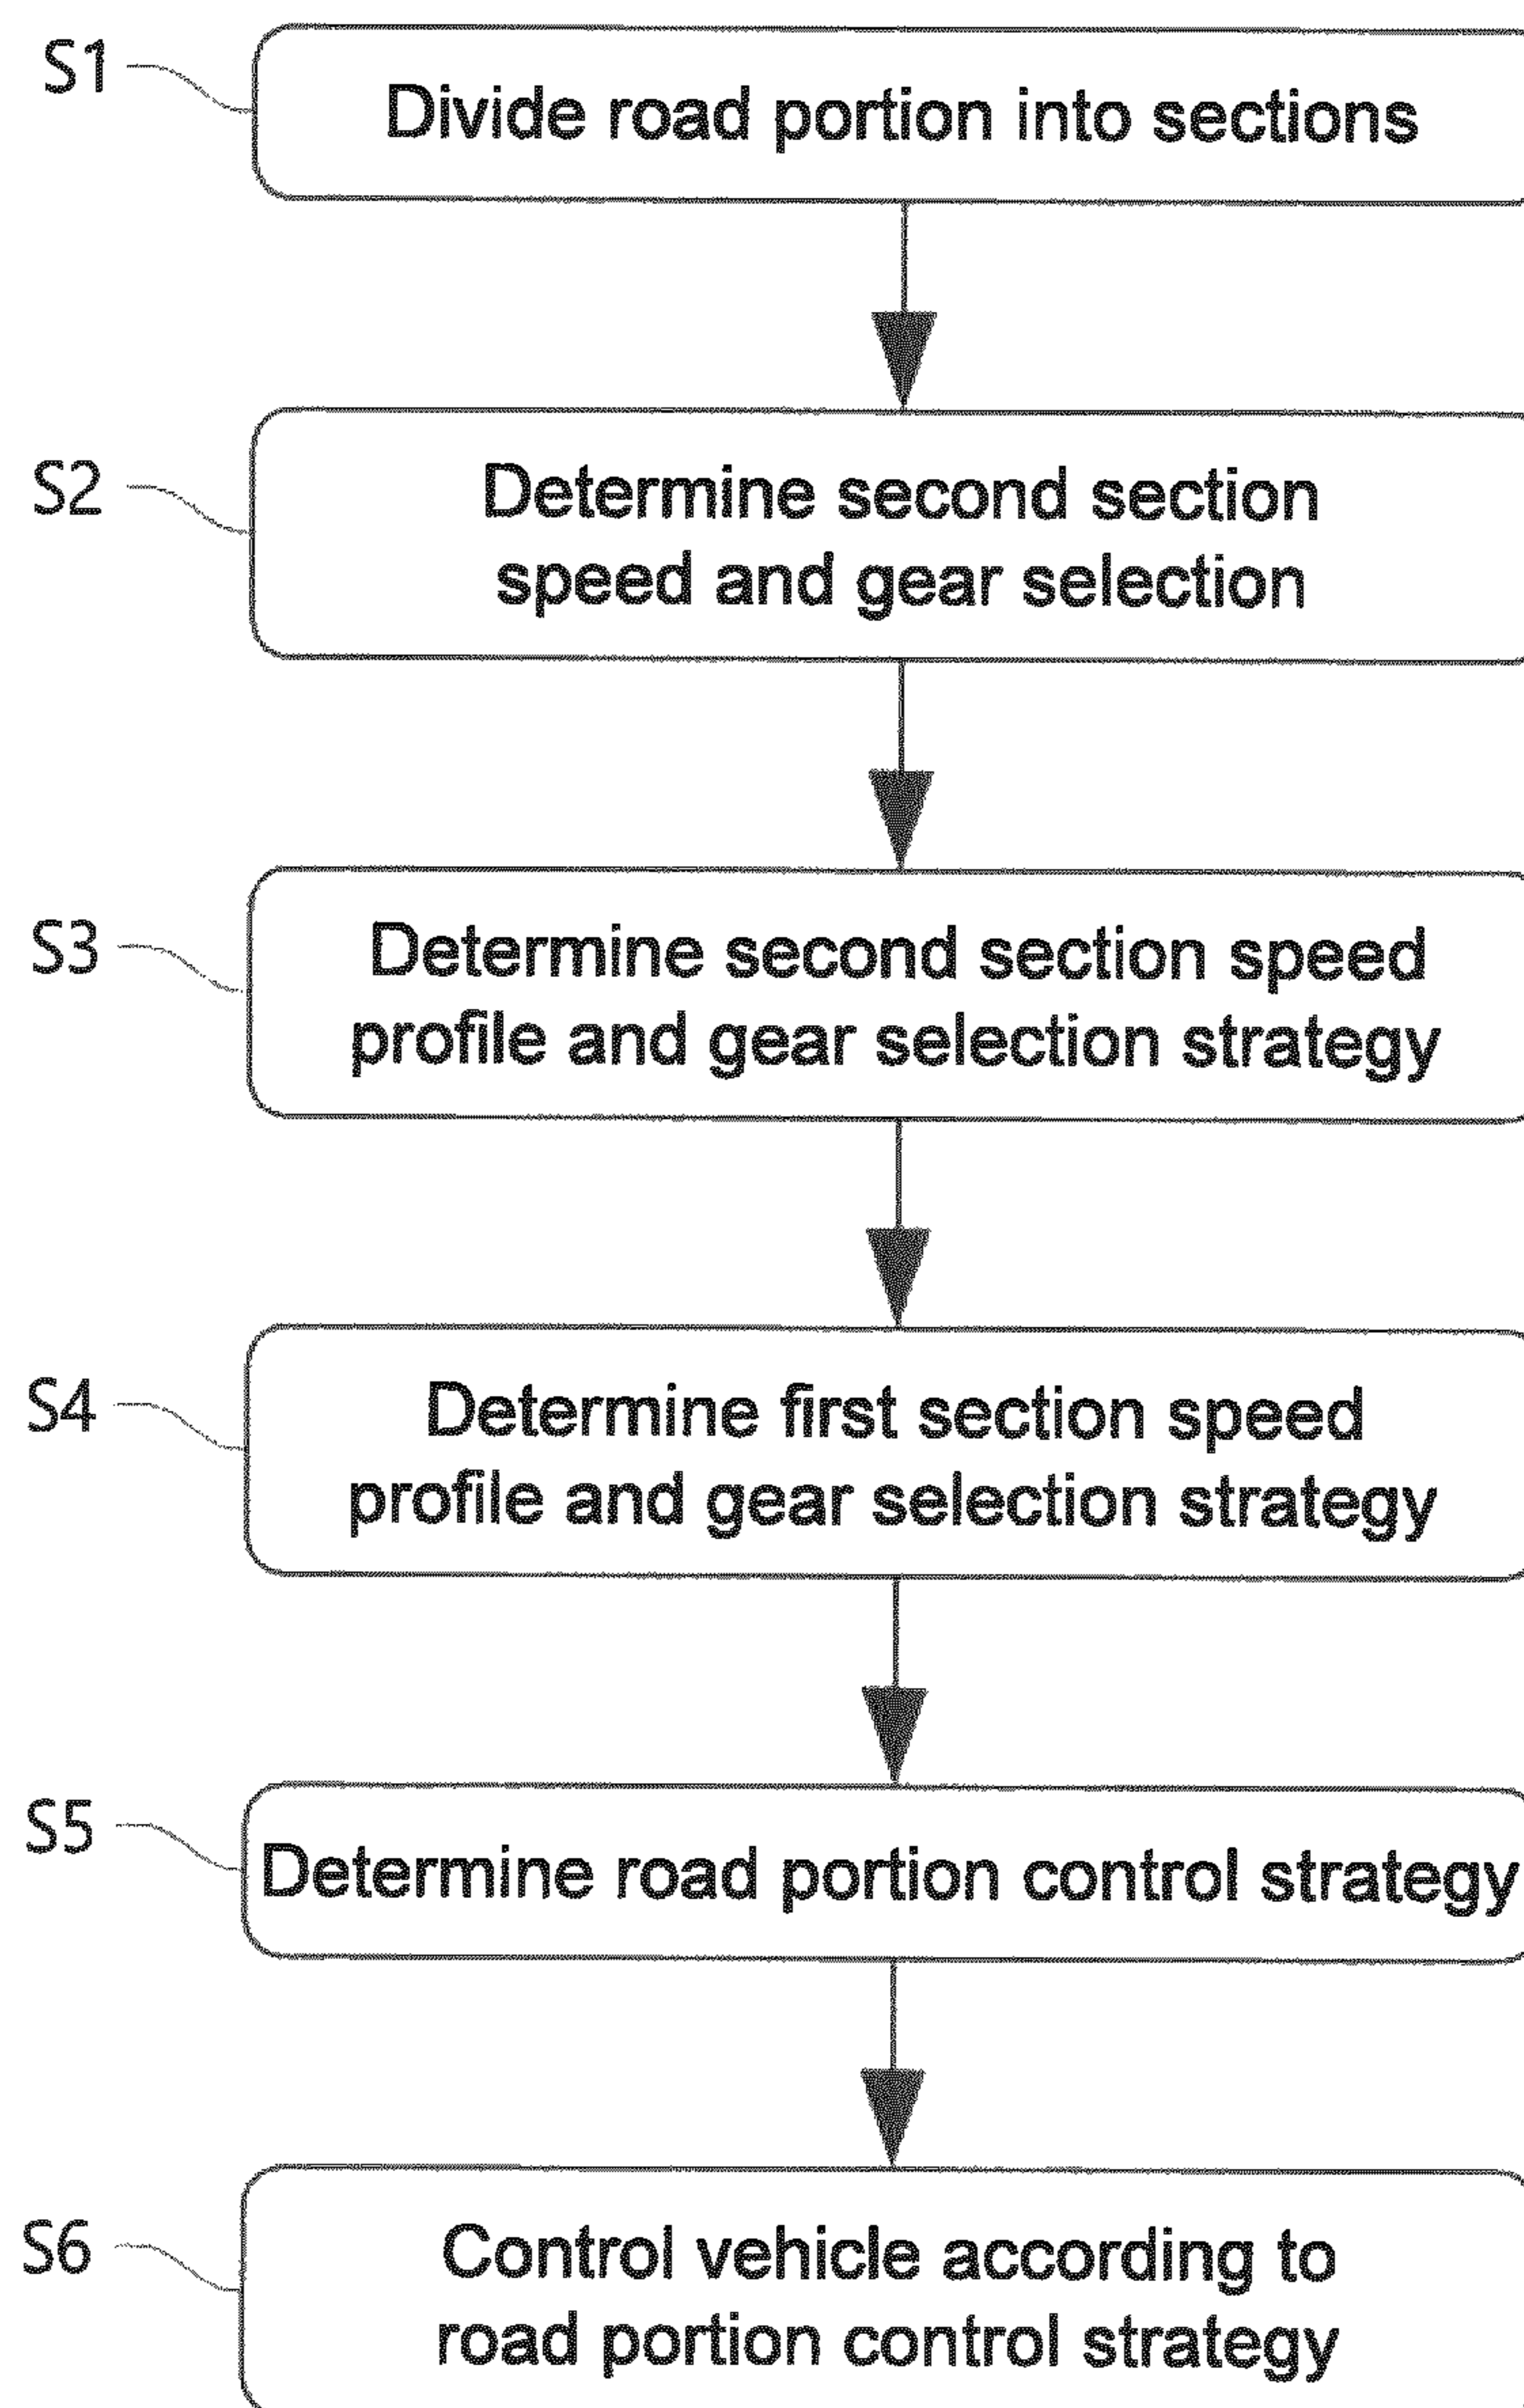 S1
Divide road portion into sections
S2
Determine second section
speed and gear selection
S3
Determine second section speed
profile and gear selection strategy
S4
Determine first section speed
profile and gear selection strategy
S5
Determine road portion control strategy
S6
Control vehicle according to
road portion control strategy